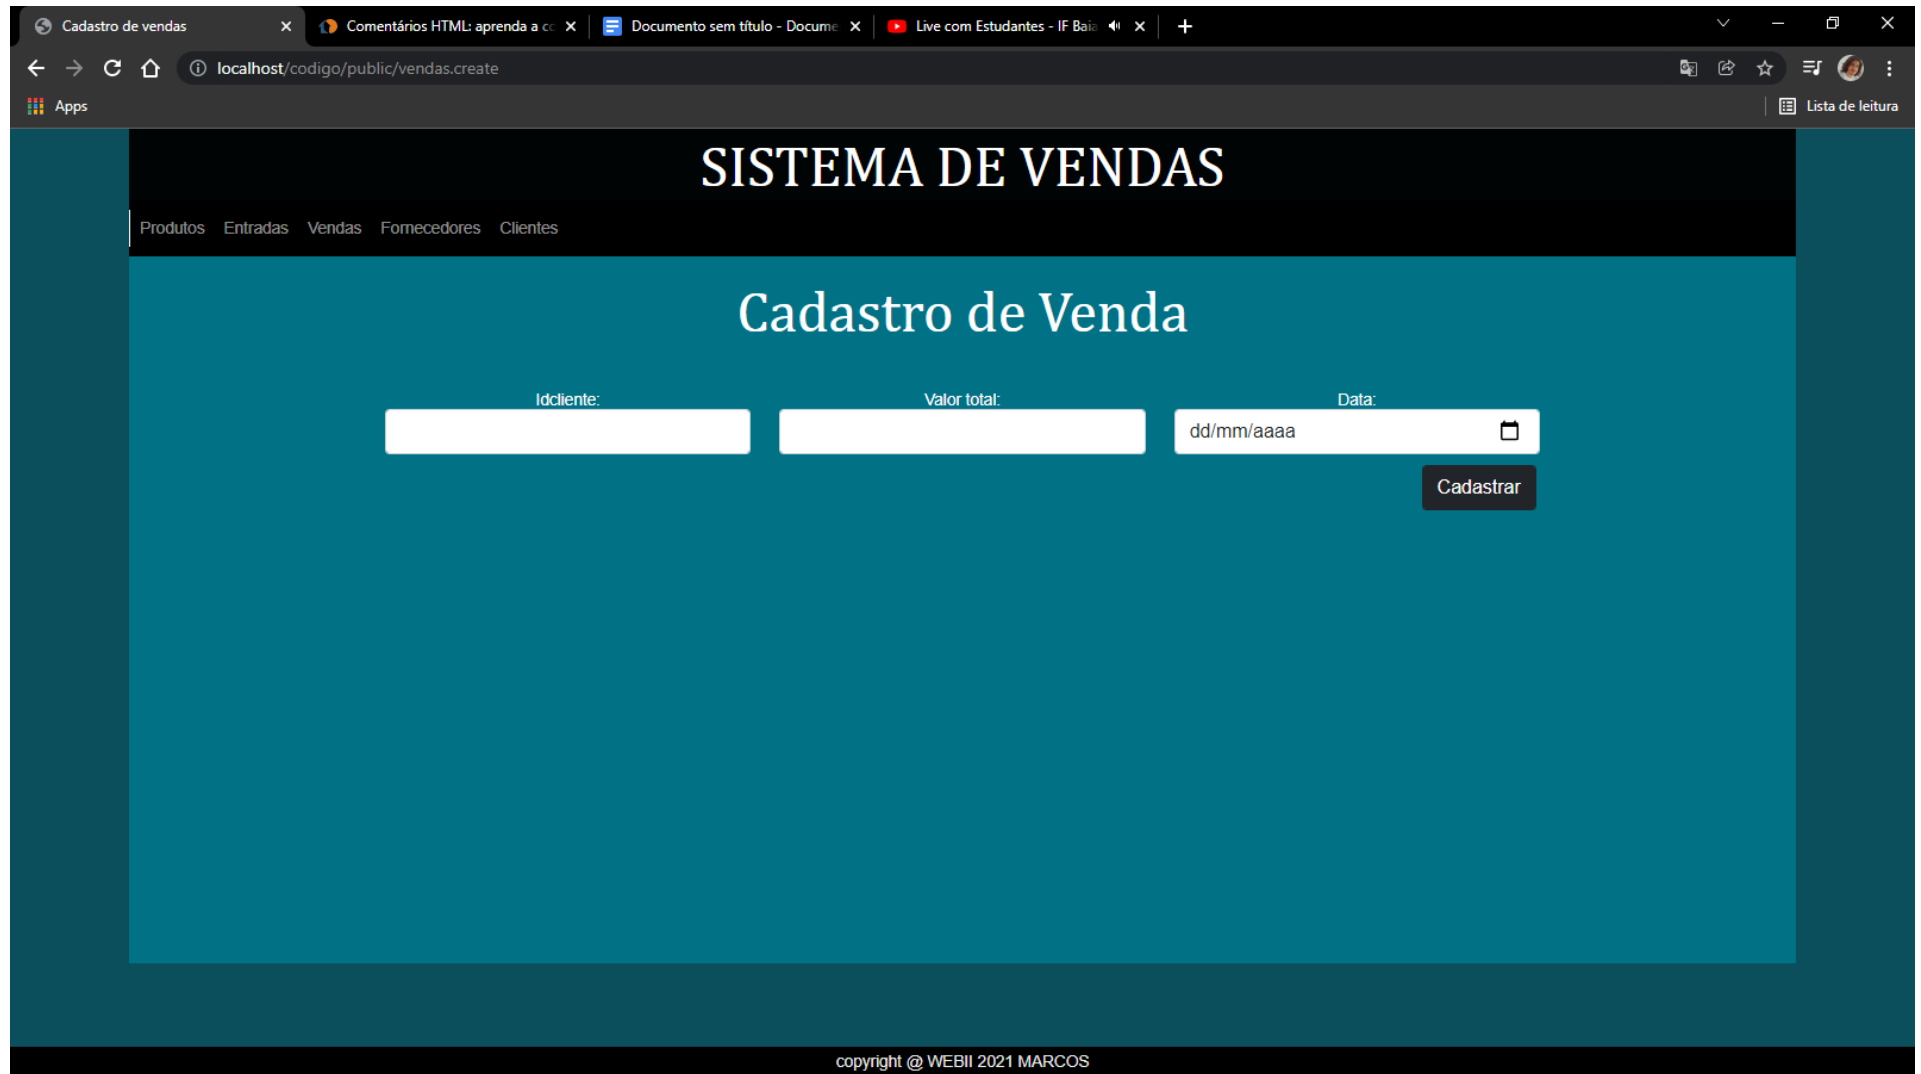 Cadastro de vendas
Comentários HTML: aprenda a co
Documento sem título - Docume
Live com Estudantes - IF Baia
localhost/codigo/public/vendas.create
Apps
Lista de leitura
SISTEMA DE VENDAS
Produtos Entradas Vendas Fornecedores Clientes
Cadastro de Venda
Idcliente: Valor total: Data:
dd/mm/aaaa
Cadastrar
copyright @ WEBII 2021 MARCOS